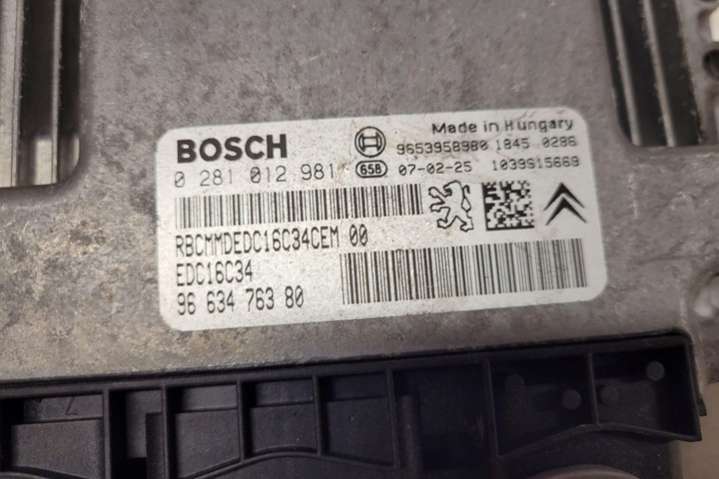 BOSCH
Made in Hungary
9653958980 1845 0286
0 281 012 981
658
07-02-25 1039S15669
RBCMMDEDC16C34CEM 00
EDC16C34
96 634 763 80